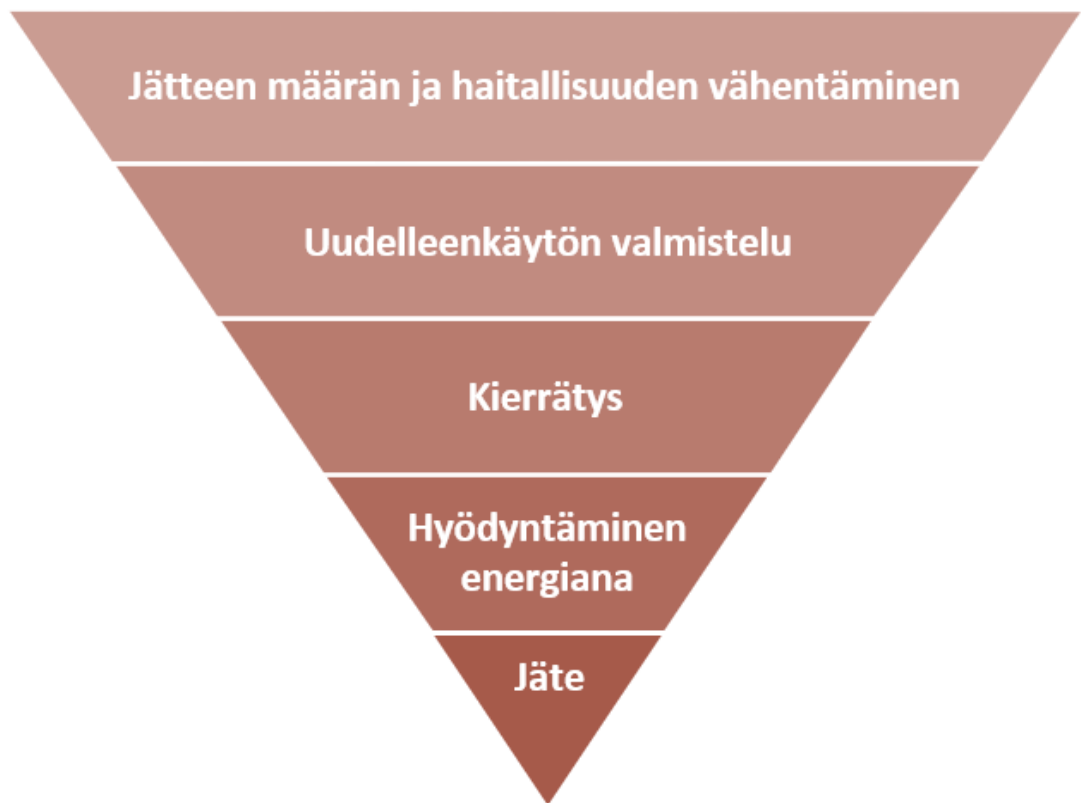 Jätteen määrän ja haitallisuuden vähentäminen
Uudelleenkäytön valmistelu
Kierrätys
Hyödyntäminen
energiana
Jäte